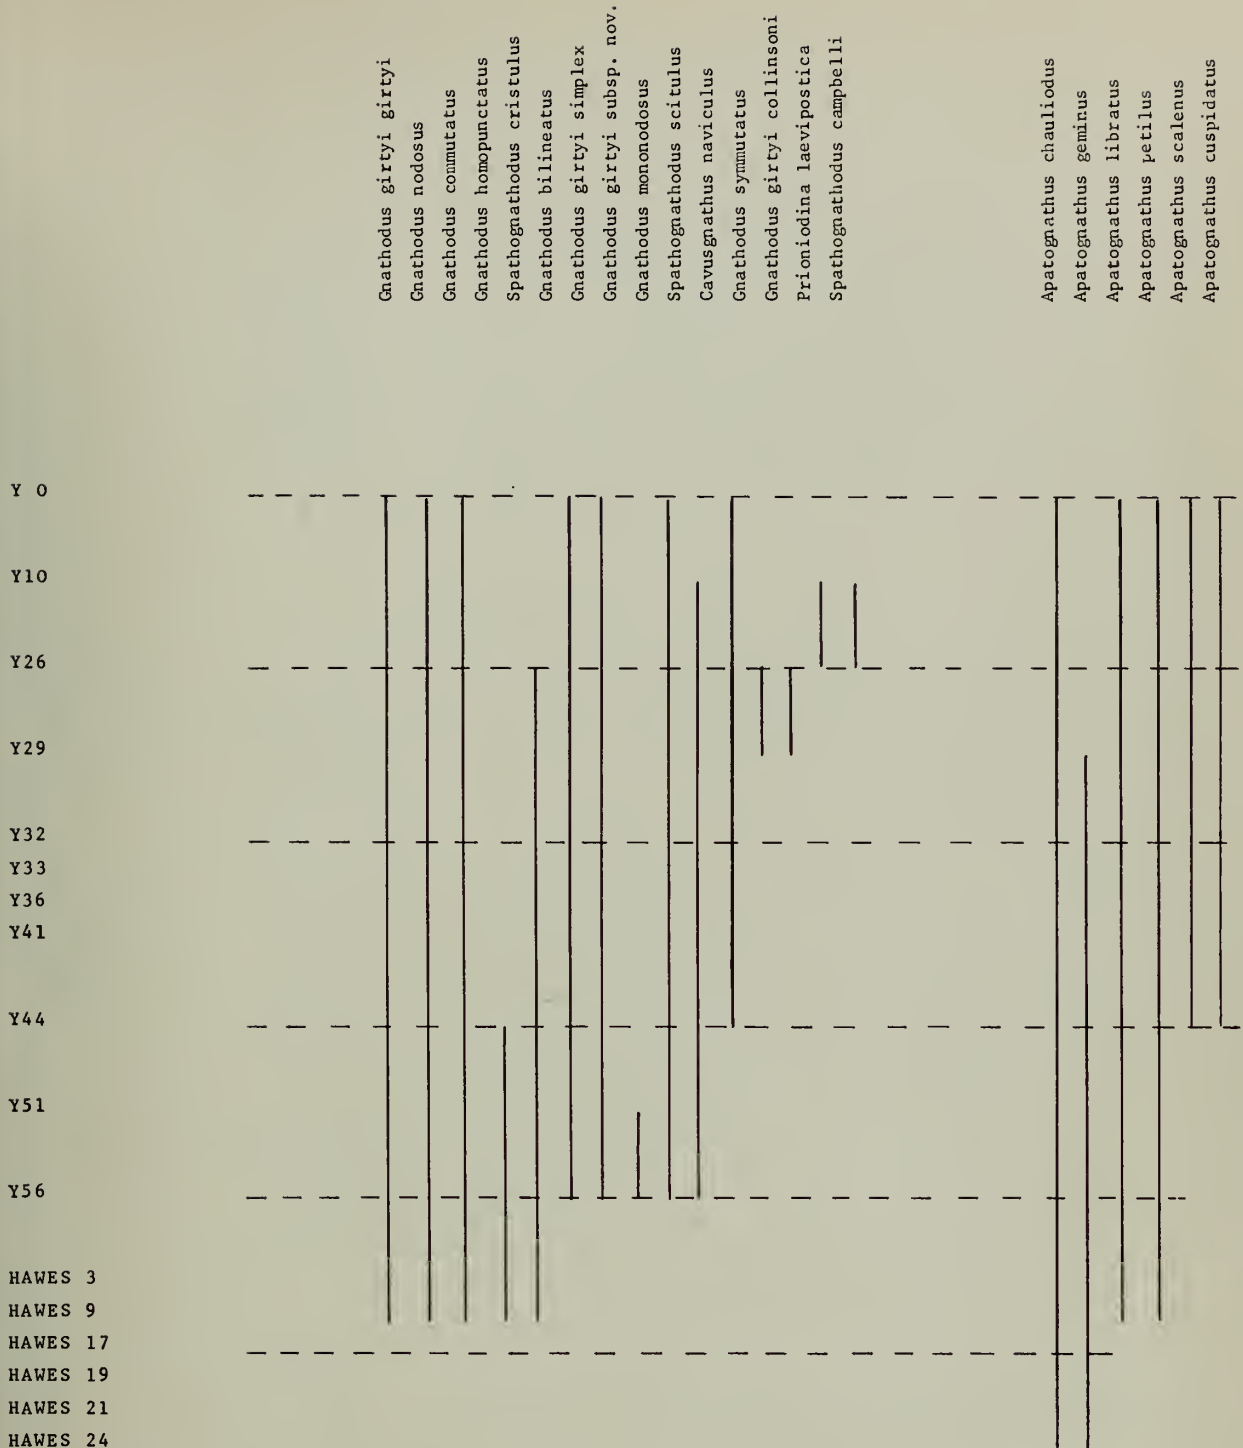 Gnathodus girtyi girtyi
Gnathodus nodosus
Gnathodus commutatus
Gnathodus homopunctatus
Spathognathodus cristulus
Gnathodus bilineatus
Gnathodus girtyi simplex
Gnathodus girtyi subsp. nov.
Gnathodus mononodosus
Spathognathodus scitulus
Cavusgnathus naviculus
Gnathodus symmutatus
Gnathodus girtyi collinsoni
Prioniodina laevipostica
Spathognathodus campbelli
Apatognathus chauliodus
Apatognathus geminus
Apatognathus libratus
Apatognathus petilus
Apatognathus scalenus
Apatognathus cuspidatus
Y 0
Y10
Y26
Y29
Y32
Y33
Y36
Y41
Y44
Y51
Y56
HAWES 3
HAWES 9
HAWES 17
HAWES 19
HAWES 21
HAWES 24